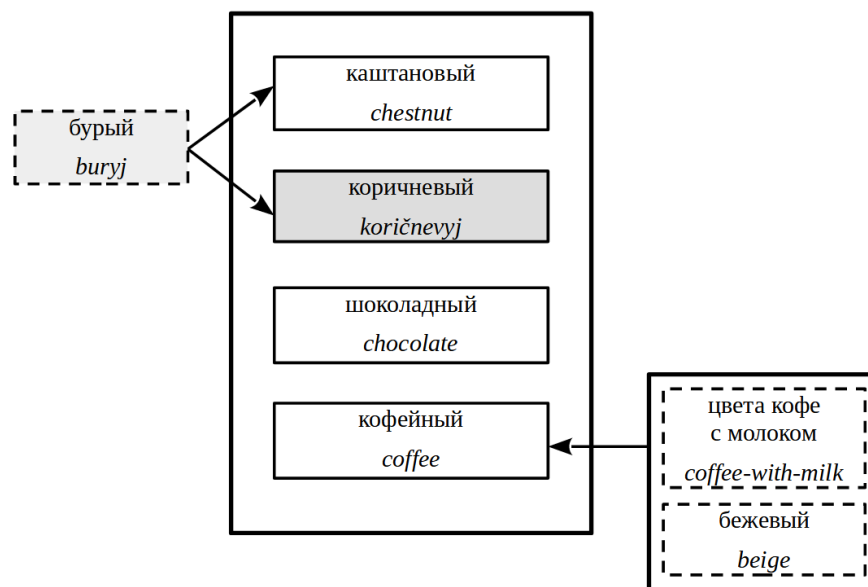 бурый
buryj
каштановый
chestnut
коричневый
koričnevyj
шоколадный
chocolate
кофейный
coffee
цвета кофе
с молоком
coffee-with-milk
бежевый
beige